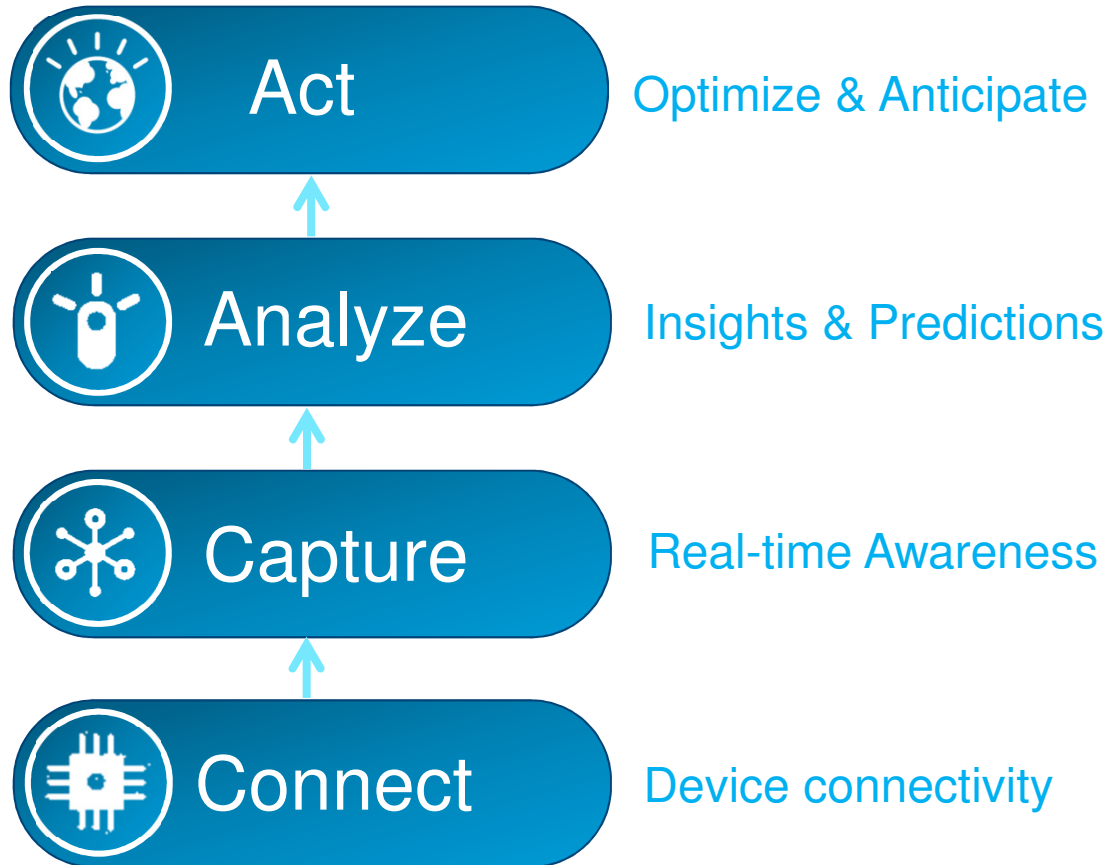 Act
Optimize & Anticipate
Analyze
Insights & Predictions
Capture
Real-time Awareness
Connect
Device connectivity